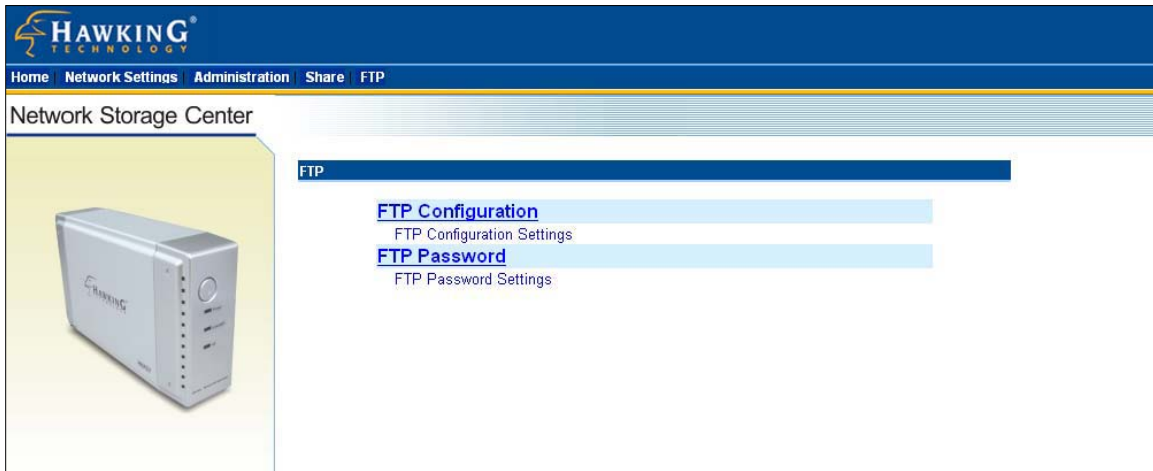 HAWKING®
TECHNOLOGY
Home | Network Settings | Administration | Share | FTP
Network Storage Center
FTP
FTP Configuration
FTP Configuration Settings
FTP Password
FTP Password Settings
HAWKING